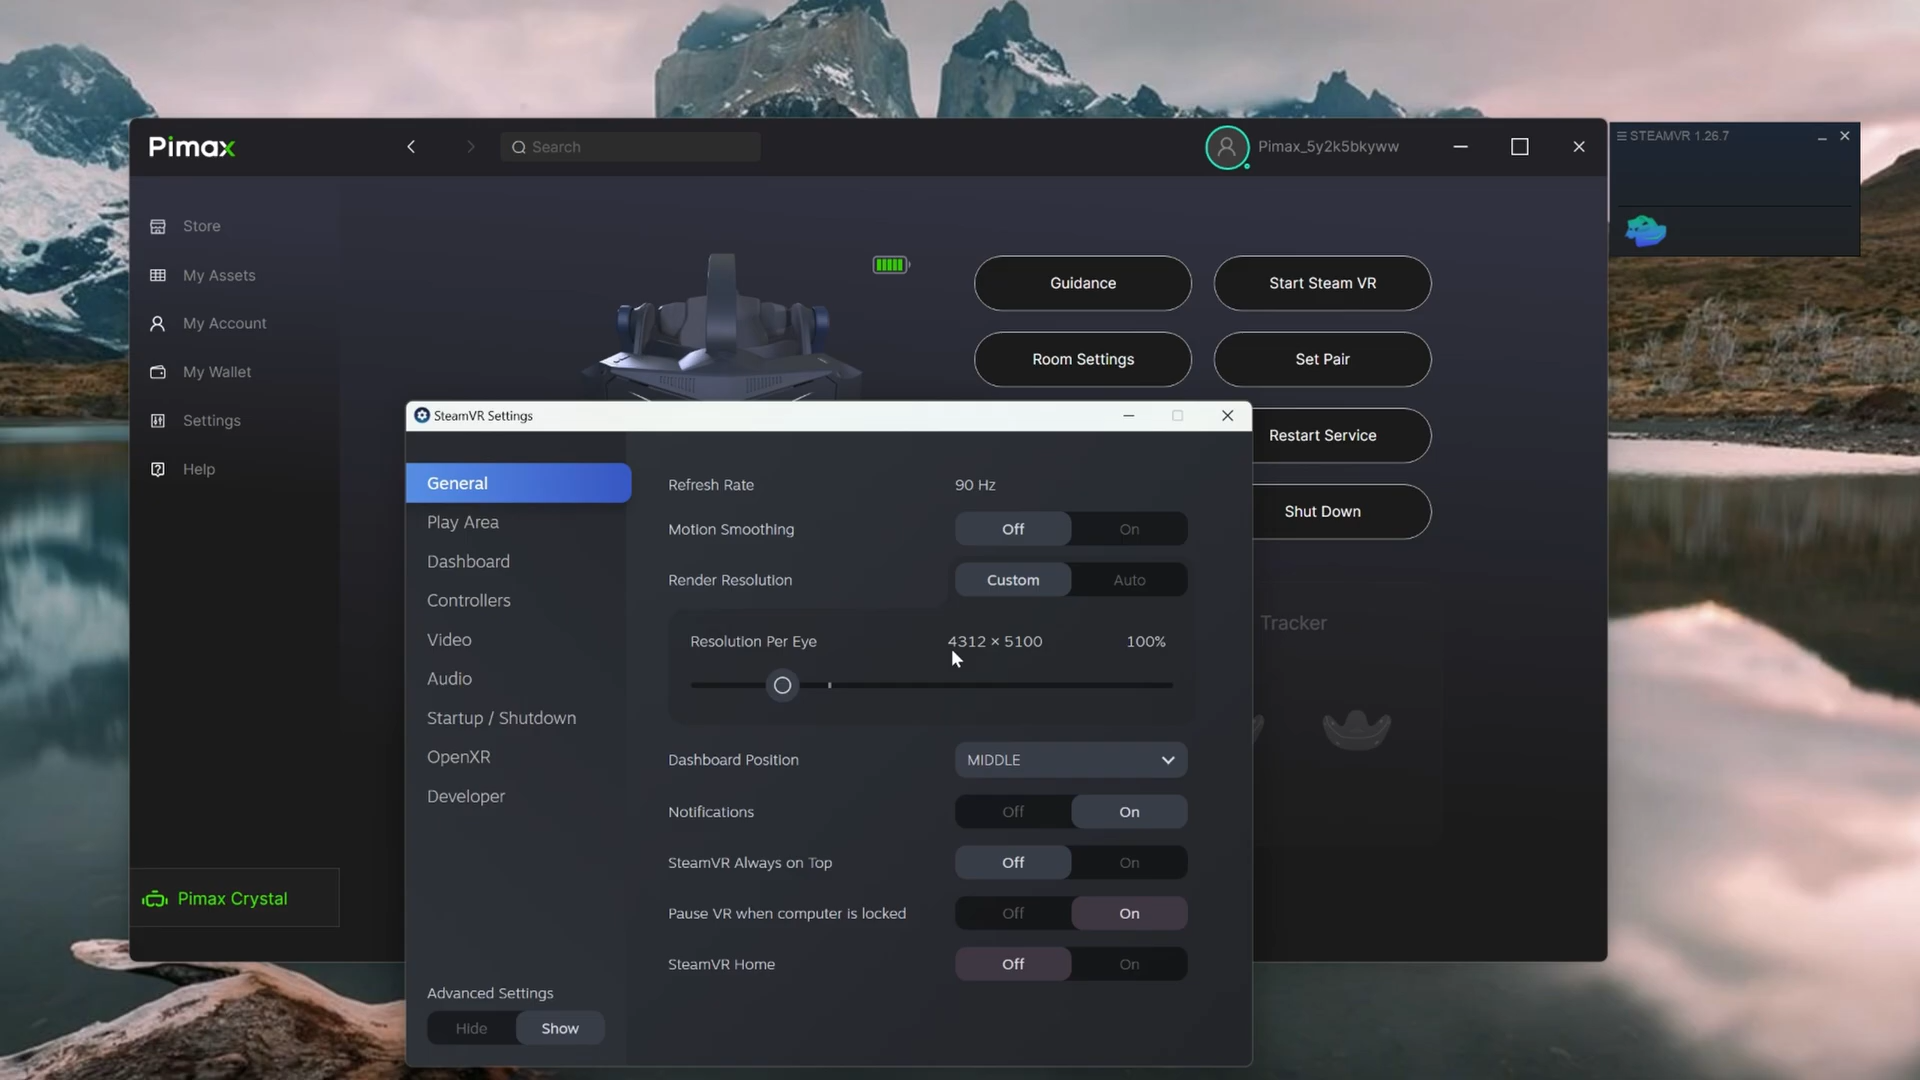 Pimax
Search
Pimax_5y2k5bkyww
STEAMVR 1.26.7
Store
My Assets
My Account
My Wallet
Settings
Help
Pimax Crystal
Guidance
Start Steam VR
Room Settings
Set Pair
Restart Service
Shut Down
Tracker
SteamVR Settings
General
Play Area
Dashboard
Controllers
Video
Audio
Startup / Shutdown
OpenXR
Developer
Advanced Settings
Hide Show
Refresh Rate 90 Hz
Motion Smoothing Off On
Render Resolution Custom Auto
Resolution Per Eye 4312 × 5100 100%
Dashboard Position MIDDLE
Notifications Off On
SteamVR Always on Top Off On
Pause VR when computer is locked Off On
SteamVR Home Off On